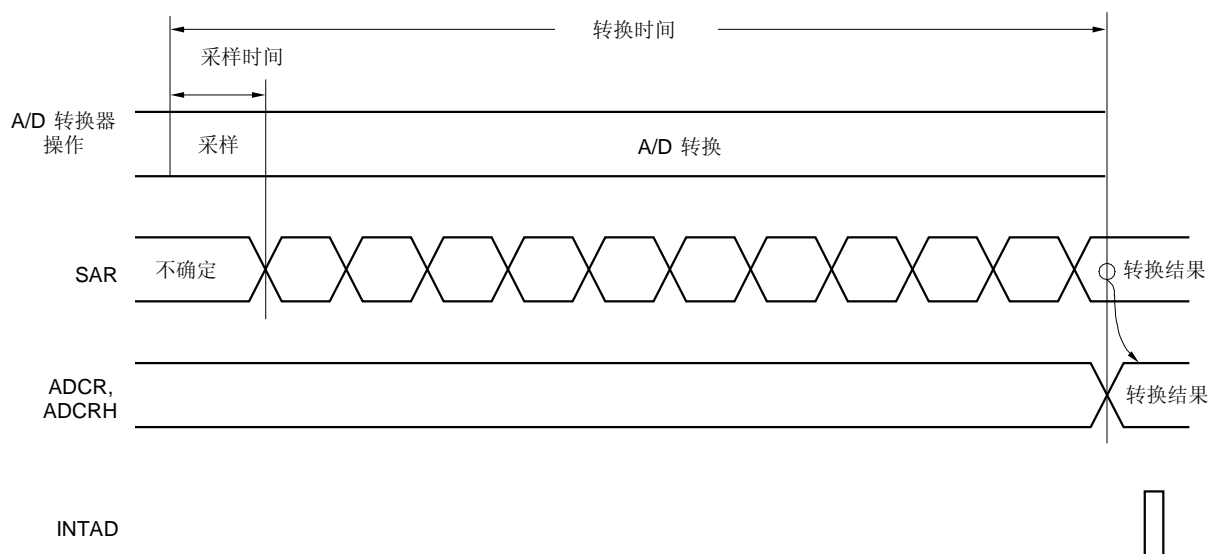 转换时间
采样时间
A/D 转换器
操作
采样
A/D 转换
SAR
不确定
转换结果
ADCR,
ADCRH
转换结果
INTAD